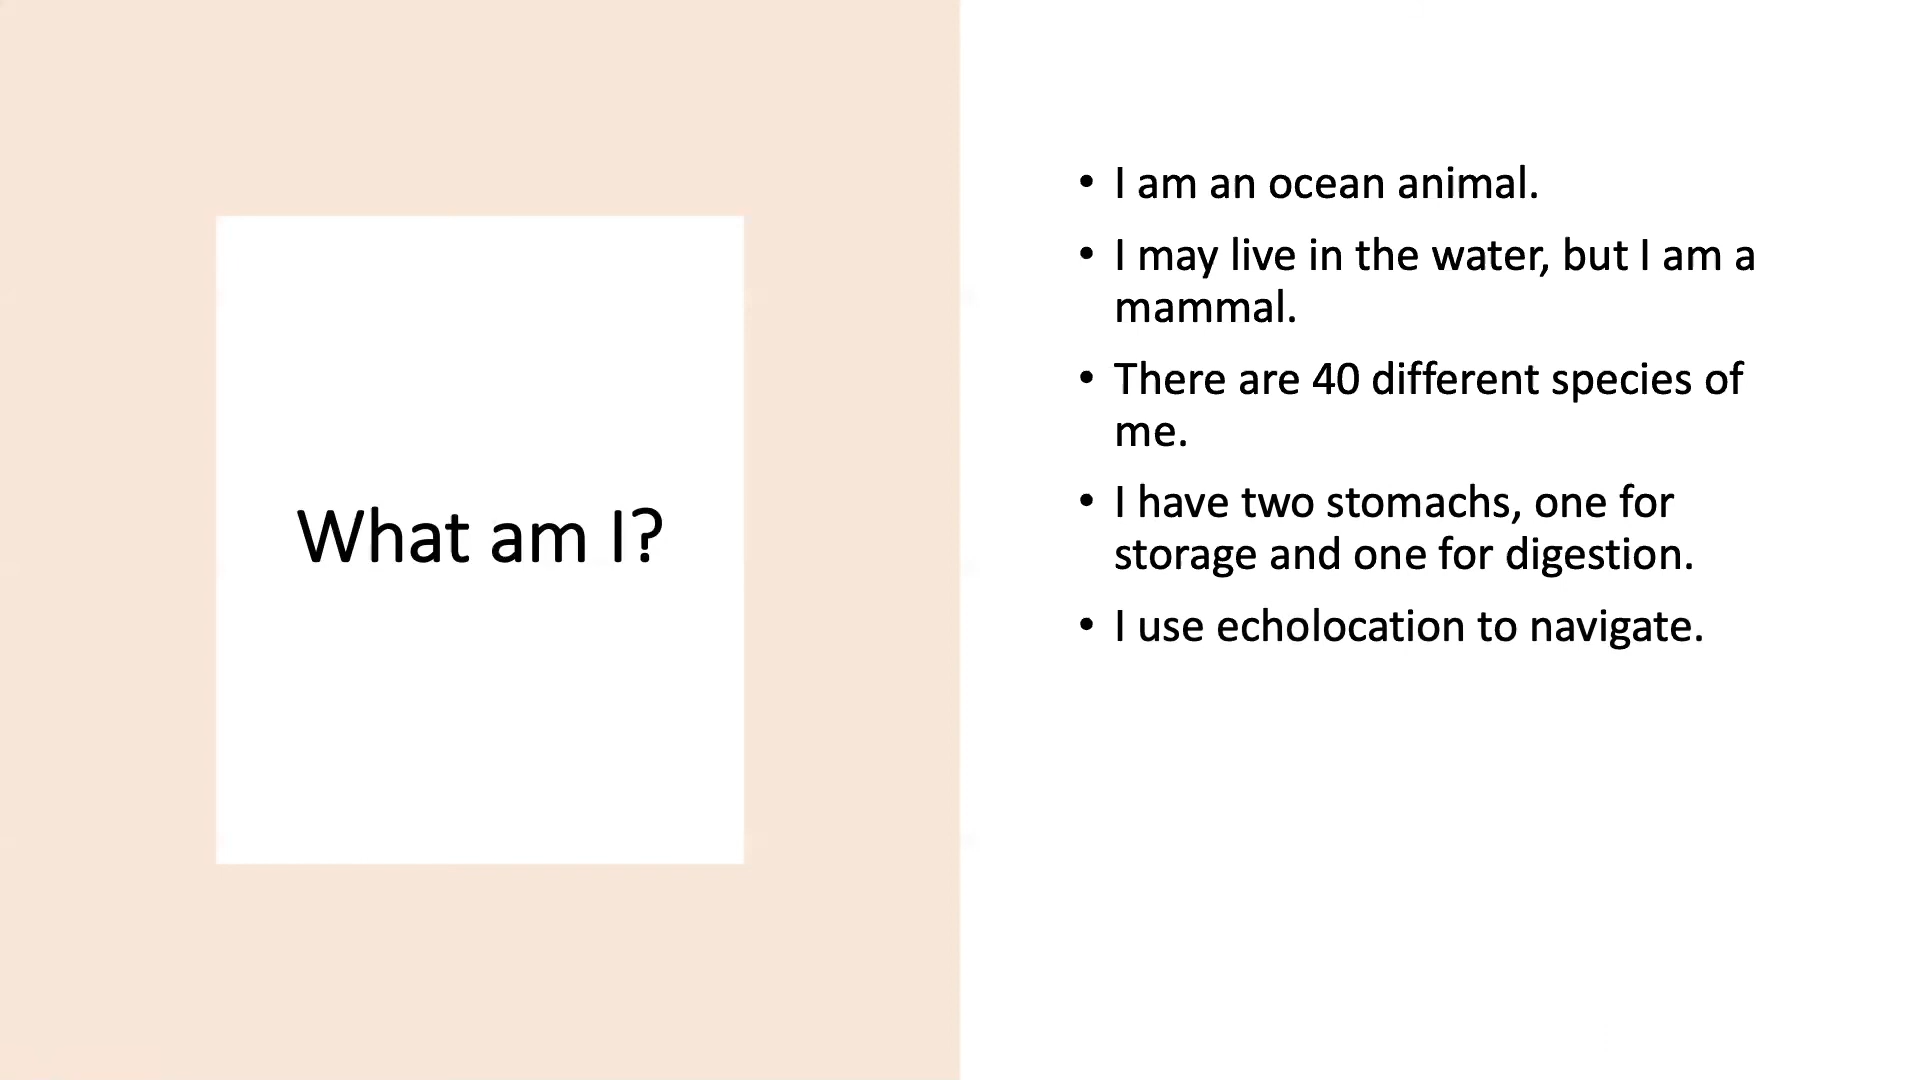 What am I?
• I am an ocean animal.
• I may live in the water, but I am a
mammal.
• There are 40 different species of
me.
• I have two stomachs, one for
storage and one for digestion.
• I use echolocation to navigate.